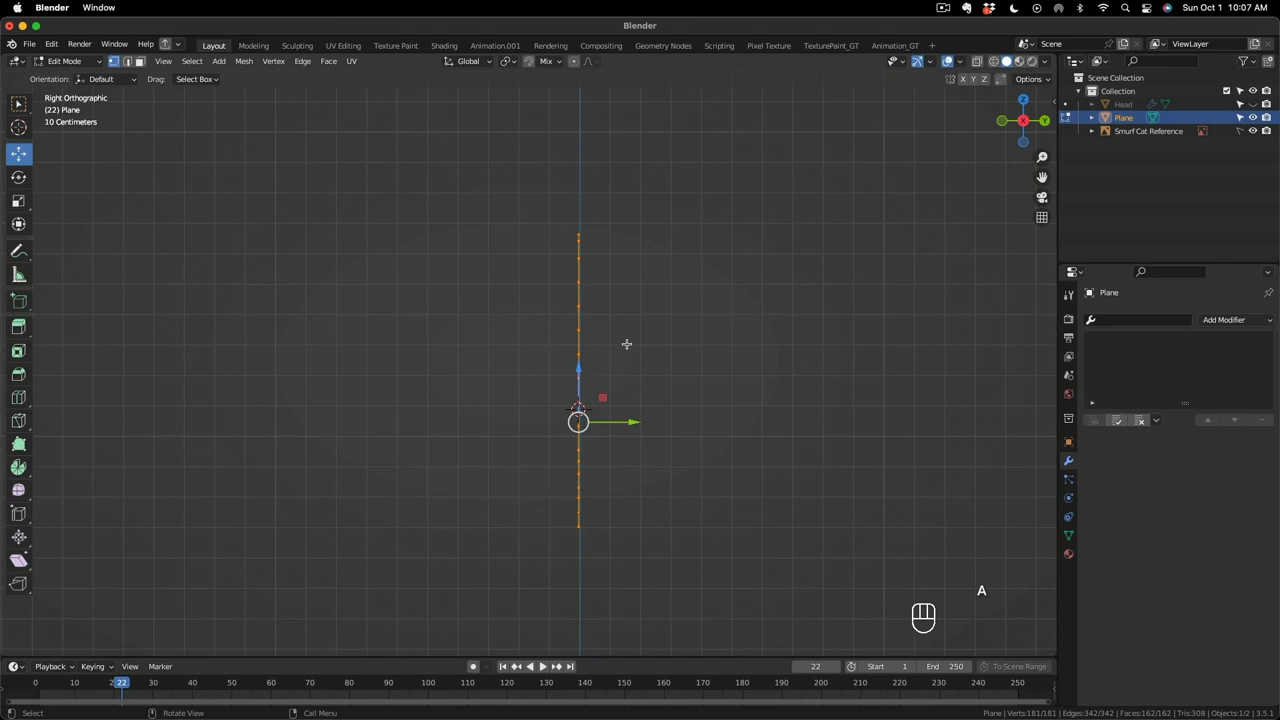 Blender Window Sun Oct 1 10:07 AM
Blender
File Edit Render Window Help Layout Modeling Sculpting UV Editing Texture Paint Shading Animation.001 Rendering Compositing Geometry Nodes Scripting Pixel Texture TexturePaint_GT Animation_GT + Scene ViewLayer
Edit Mode View Select Add Mesh Vertex Edge Face UV Global Mix
Orientation: Default Drag: Select Box X Y Z Options
Right Orthographic
(22) Plane
10 Centimeters
Z
X Y
Scene Collection
Collection
Head
Plane
Smurf Cat Reference
Plane
Add Modifier
A
Playback Keying View Marker 22 Start 1 End 250 To Scene Range
0 10 22 30 40 50 60 70 80 90 100 110 120 130 140 150 160 170 180 190 200 210 220 230 240 250
Select Rotate View Call Menu Plane | Verts:181/181 | Edges:342/342 | Faces:162/162 | Tris:308 | Objects:1/2 | 3.5.1